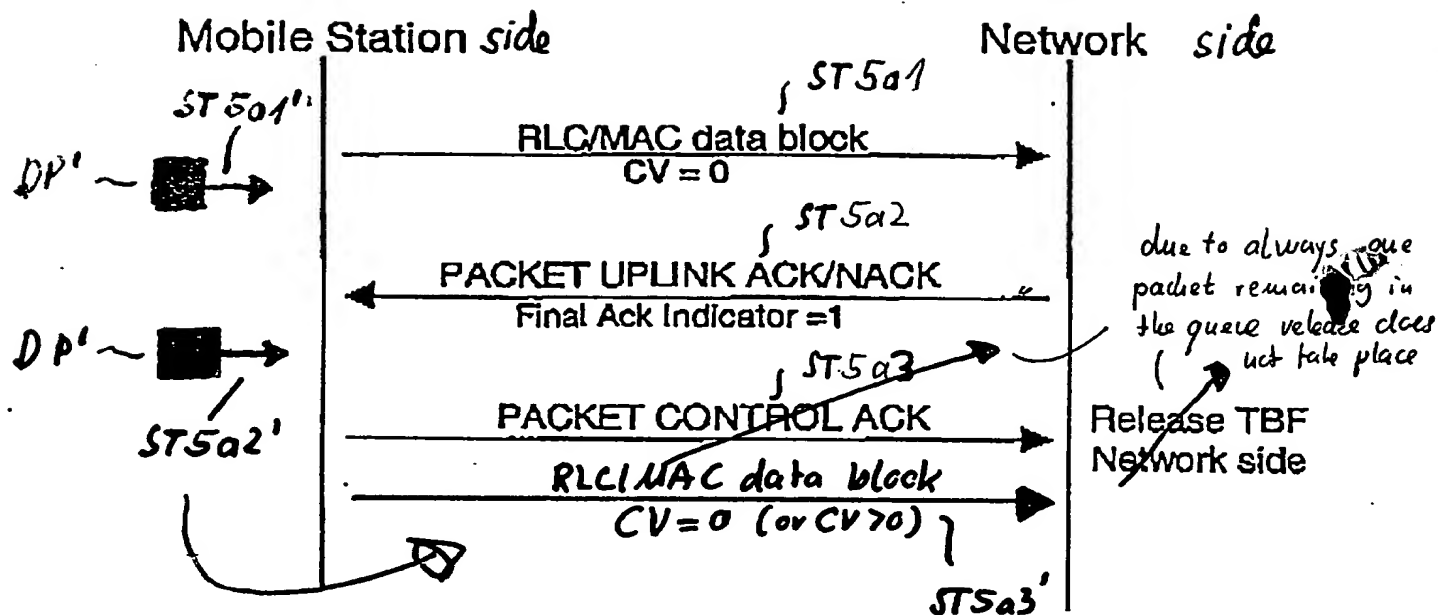 Mobile Station side
Network side
ST5a1
ST5a1'
RLC/MAC data block
CV = 0
DP'
ST5a2
due to always one
packet remaining in
the queue release does
not take place
PACKET UPLINK ACK/NACK
Final Ack Indicator =1
DP'
ST5a3
PACKET CONTROL ACK
Release TBF
Network side
ST5a2'
RLC/MAC data block
CV = 0 (or CV > 0)
ST5a3'